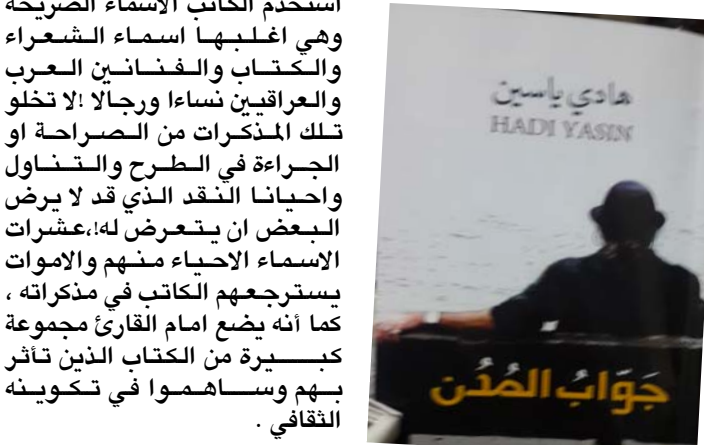 استخدم الكاتب الاسماء الصريحة
وهي اغلبها اسماء الشعراء
والكتاب والفنانين العرب
والعراقيين نساءا ورجالا !لا تخلو
تلك المذكرات من الصراحة او
الجراءة في الطرح والتناول
واحيانا النقد الذي قد لا يرض
البعض ان يتعرض له!،عشرات
الاسماء الاحياء منهم والاموات
يسترجعهم الكاتب في مذكراته ،
كما أنه يضع امام القارئ مجموعة
كبيرة من الكتاب الذين تأثر
بهم وساهموا في تكوينه
الثقافي .
هادي ياسين
HADI YASIN
جَوّابُ المُدُن